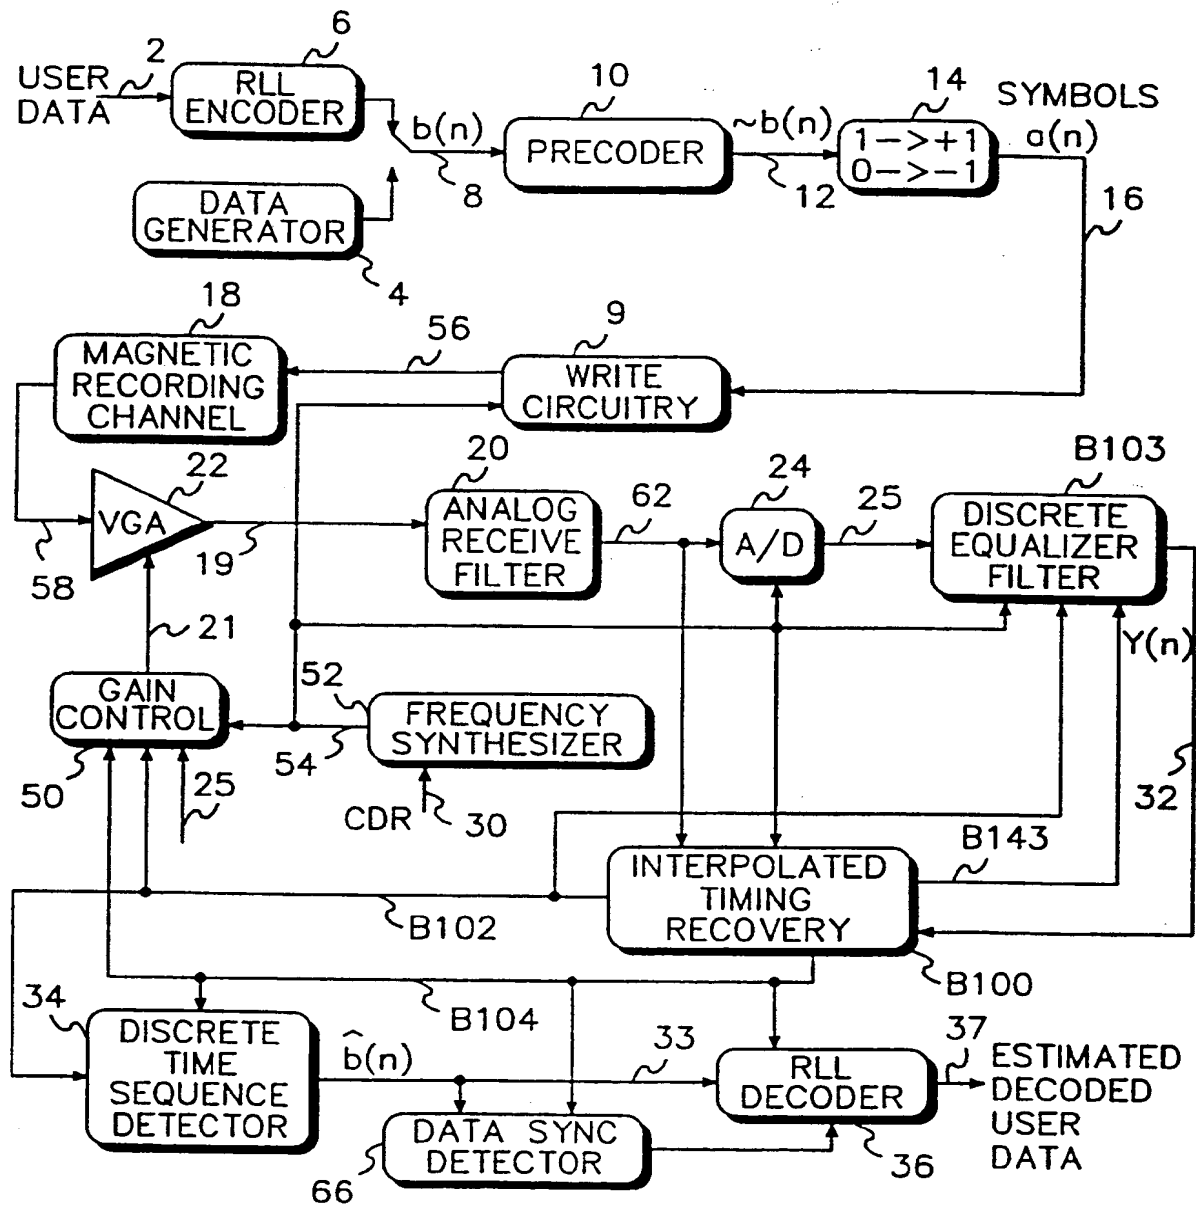 USER DATA
2
6
RLL ENCODER
b(n)
8
10
PRECODER
~b(n)
12
14
1->+1
0->-1
SYMBOLS
a(n)
16
DATA GENERATOR
4
18
MAGNETIC RECORDING CHANNEL
56
9
WRITE CIRCUITRY
58
22
VGA
19
21
20
ANALOG RECEIVE FILTER
62
24
A/D
25
B103
DISCRETE EQUALIZER FILTER
Y(n)
32
GAIN CONTROL
50
25
52
54
FREQUENCY SYNTHESIZER
CDR
30
INTERPOLATED TIMING RECOVERY
B143
B100
B102
B104
34
DISCRETE TIME SEQUENCE DETECTOR
b̂(n)
33
66
DATA SYNC DETECTOR
RLL DECODER
36
37
ESTIMATED DECODED USER DATA